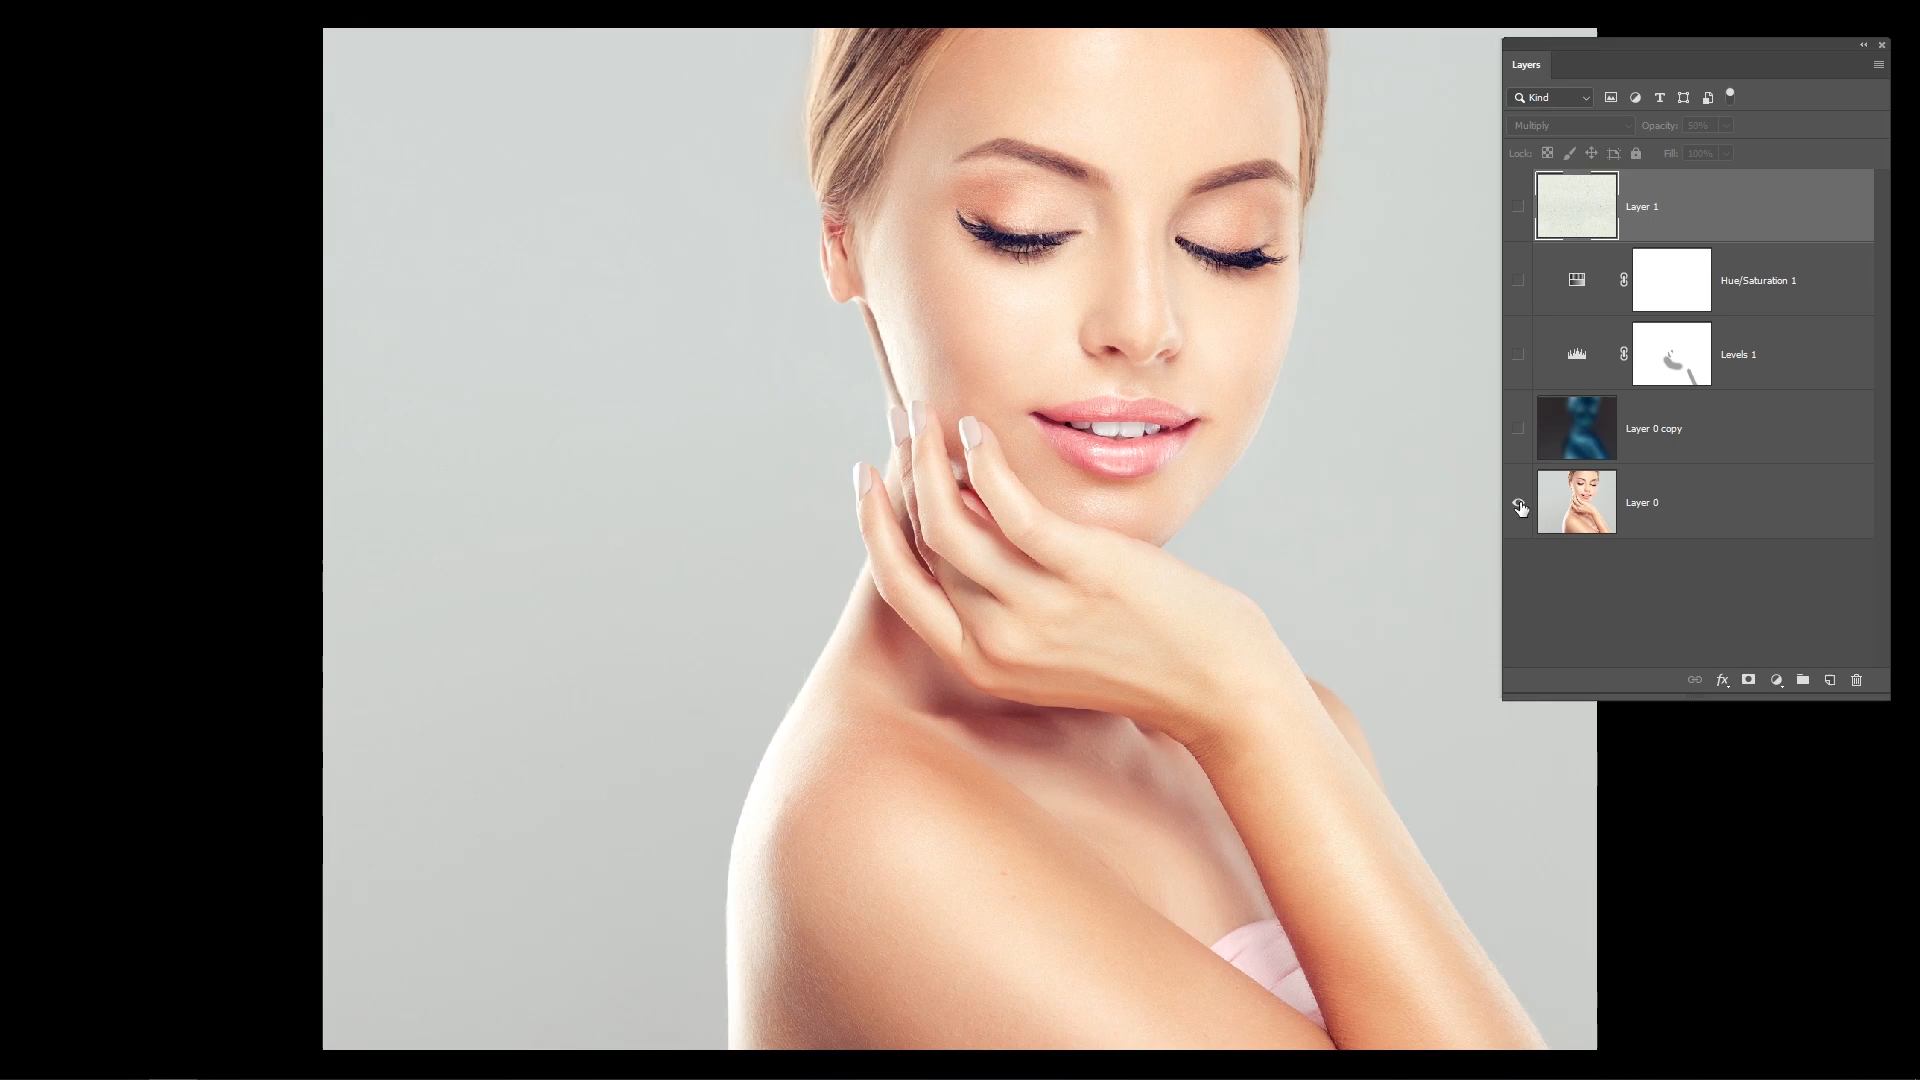 Layers
Kind
Multiply Opacity: 50%
Lock: Fill: 100%
Layer 1
Hue/Saturation 1
Levels 1
Layer 0 copy
Layer 0
fx